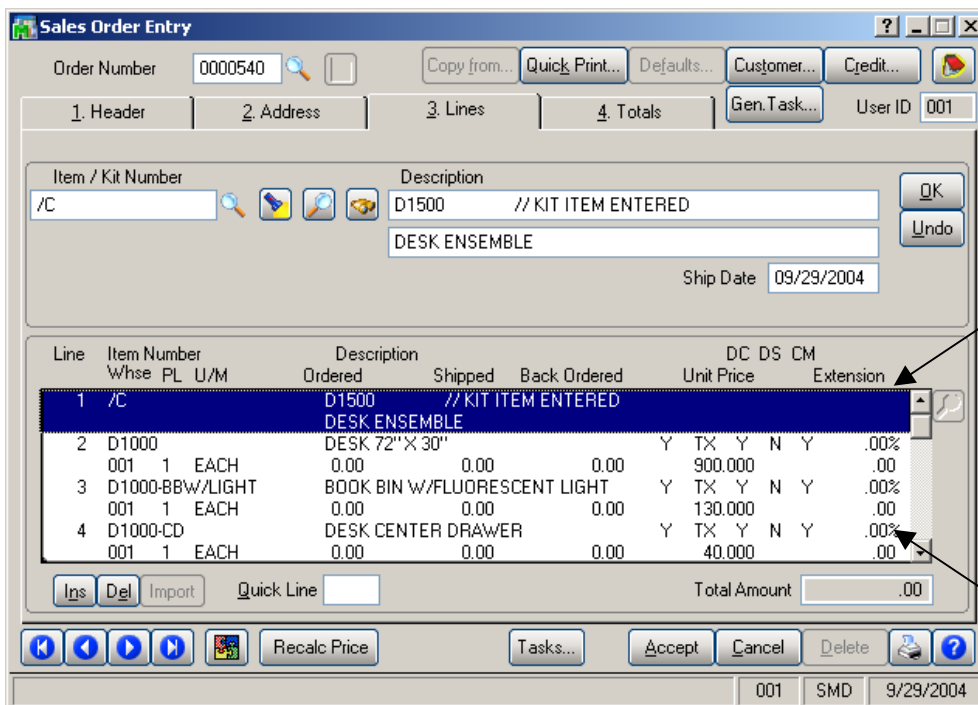 Sales Order Entry
Order Number 0000540 Copy from... Quick Print... Defaults... Customer... Credit...
1. Header 2. Address 3. Lines 4. Totals Gen.Task... User ID 001
Item / Kit Number Description
/C D1500 // KIT ITEM ENTERED OK
DESK ENSEMBLE Undo
Ship Date 09/29/2004
Line Item Number Description DC DS CM
Whse PL U/M Ordered Shipped Back Ordered Unit Price Extension
1 /C D1500 // KIT ITEM ENTERED
DESK ENSEMBLE
2 D1000 DESK 72" X 30" Y TX Y N Y .00%
001 1 EACH 0.00 0.00 0.00 900.000 .00
3 D1000-BBW/LIGHT BOOK BIN W/FLUORESCENT LIGHT Y TX Y N Y .00%
001 1 EACH 0.00 0.00 0.00 130.000 .00
4 D1000-CD DESK CENTER DRAWER Y TX Y N Y .00%
001 1 EACH 0.00 0.00 0.00 40.000 .00
Ins Del Import Quick Line Total Amount .00
Recalc Price Tasks... Accept Cancel Delete
001 SMD 9/29/2004